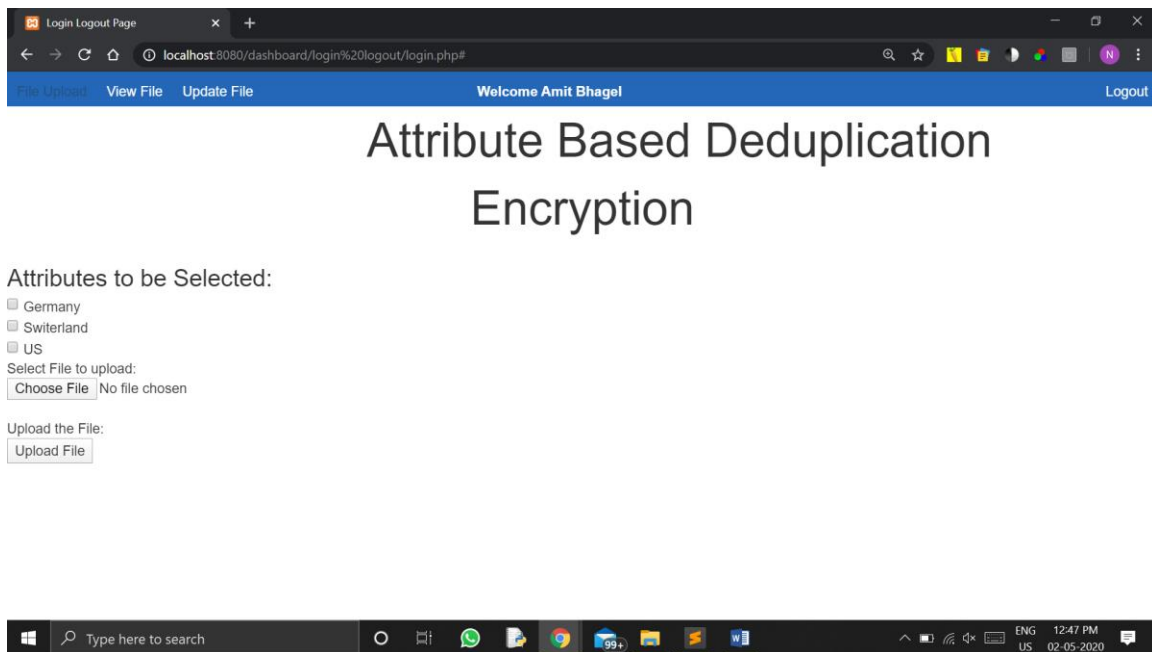 Login Logout Page
localhost:8080/dashboard/login%20logout/login.php#
N
File Upload View File Update File Welcome Amit Bhagel Logout
Attribute Based Deduplication
Encryption
Attributes to be Selected:
Germany
Switerland
US
Select File to upload:
Choose File No file chosen
Upload the File:
Upload File
Type here to search
99+
W
ENG 12:47 PM
US 02-05-2020